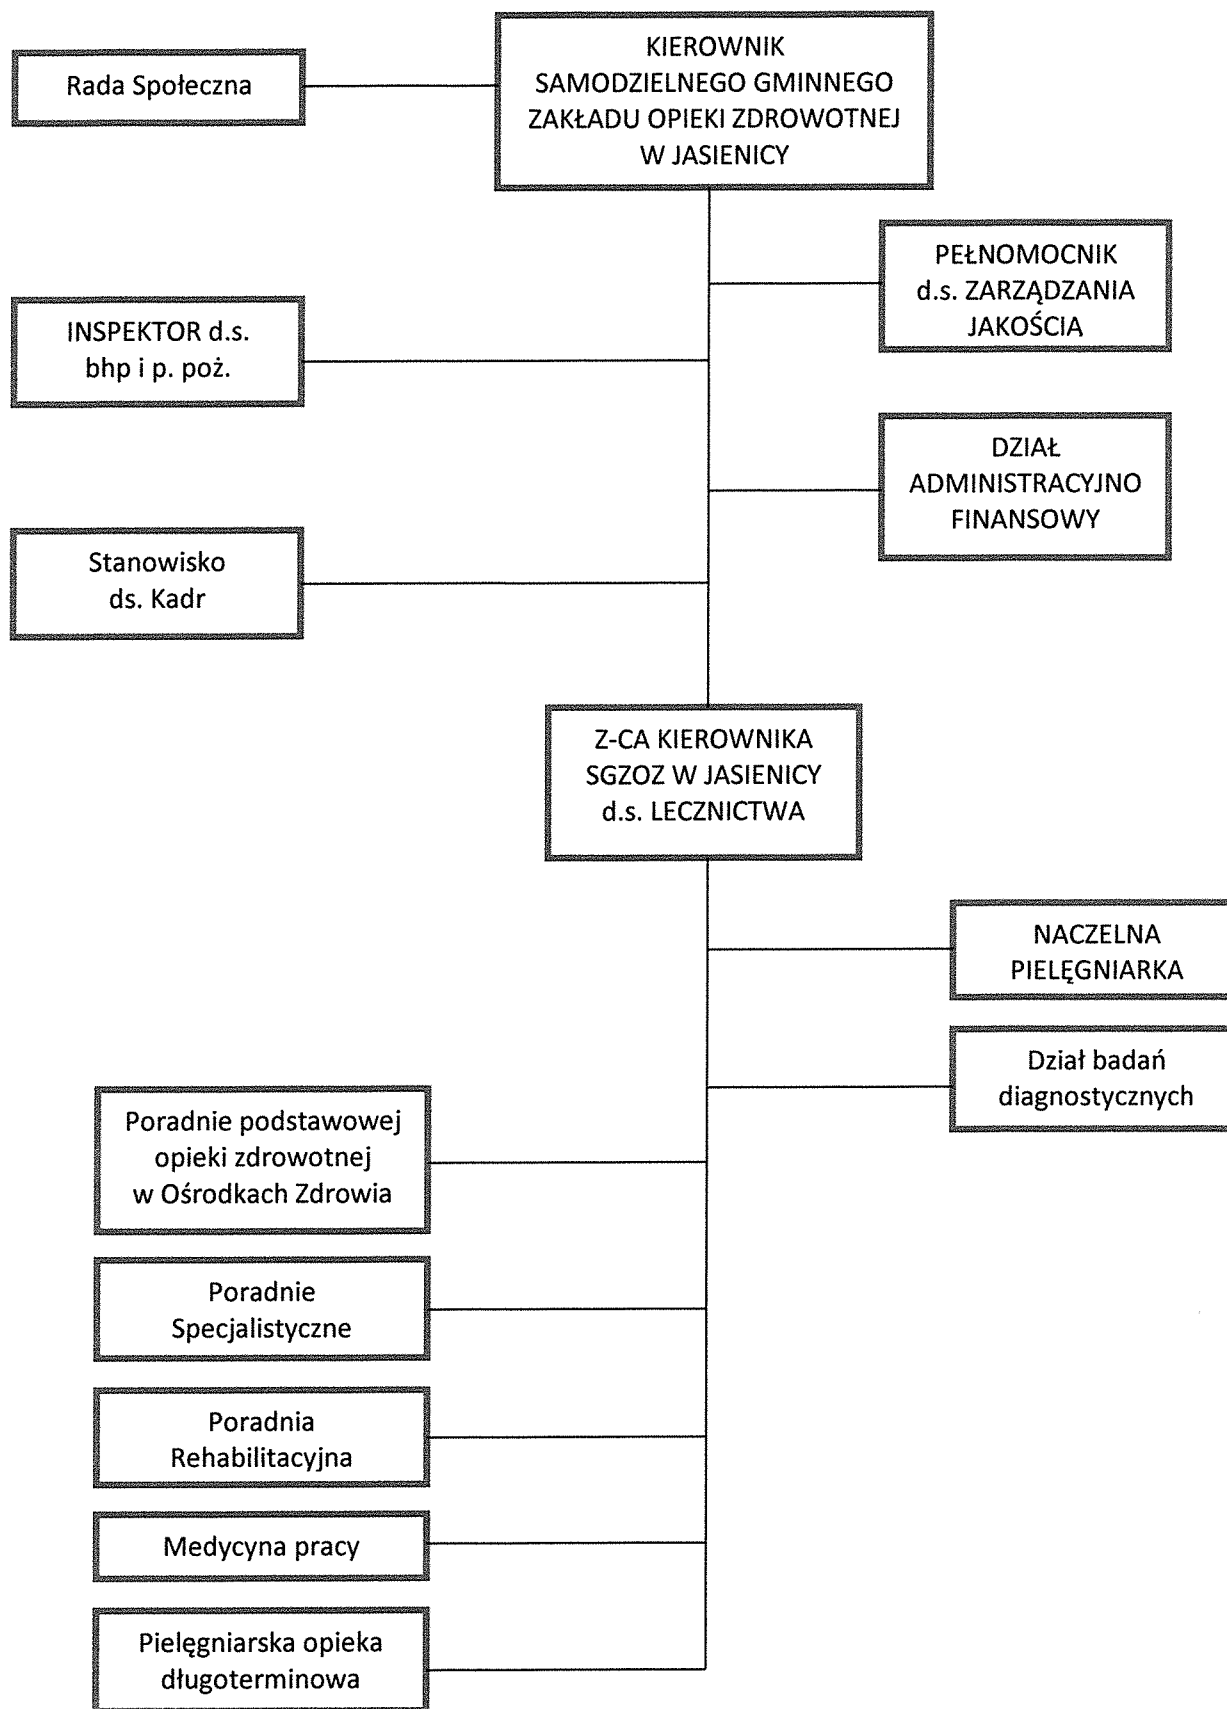 KIEROWNIK
SAMODZIELNEGO GMINNEGO
ZAKŁADU OPIEKI ZDROWOTNEJ
W JASIENICY
Rada Społeczna
PEŁNOMOCNIK
d.s. ZARZĄDZANIA
JAKOŚCIĄ
INSPEKTOR d.s.
bhp i p. poż.
DZIAŁ
ADMINISTRACYJNO
FINANSOWY
Stanowisko
ds. Kadr
Z-CA KIEROWNIKA
SGZOZ W JASIENICY
d.s. LECZNICTWA
NACZELNA
PIELĘGNIARKA
Dział badań
diagnostycznych
Poradnie podstawowej
opieki zdrowotnej
w Ośrodkach Zdrowia
Poradnie
Specjalistyczne
Poradnia
Rehabilitacyjna
Medycyna pracy
Pielęgniarska opieka
długoterminowa